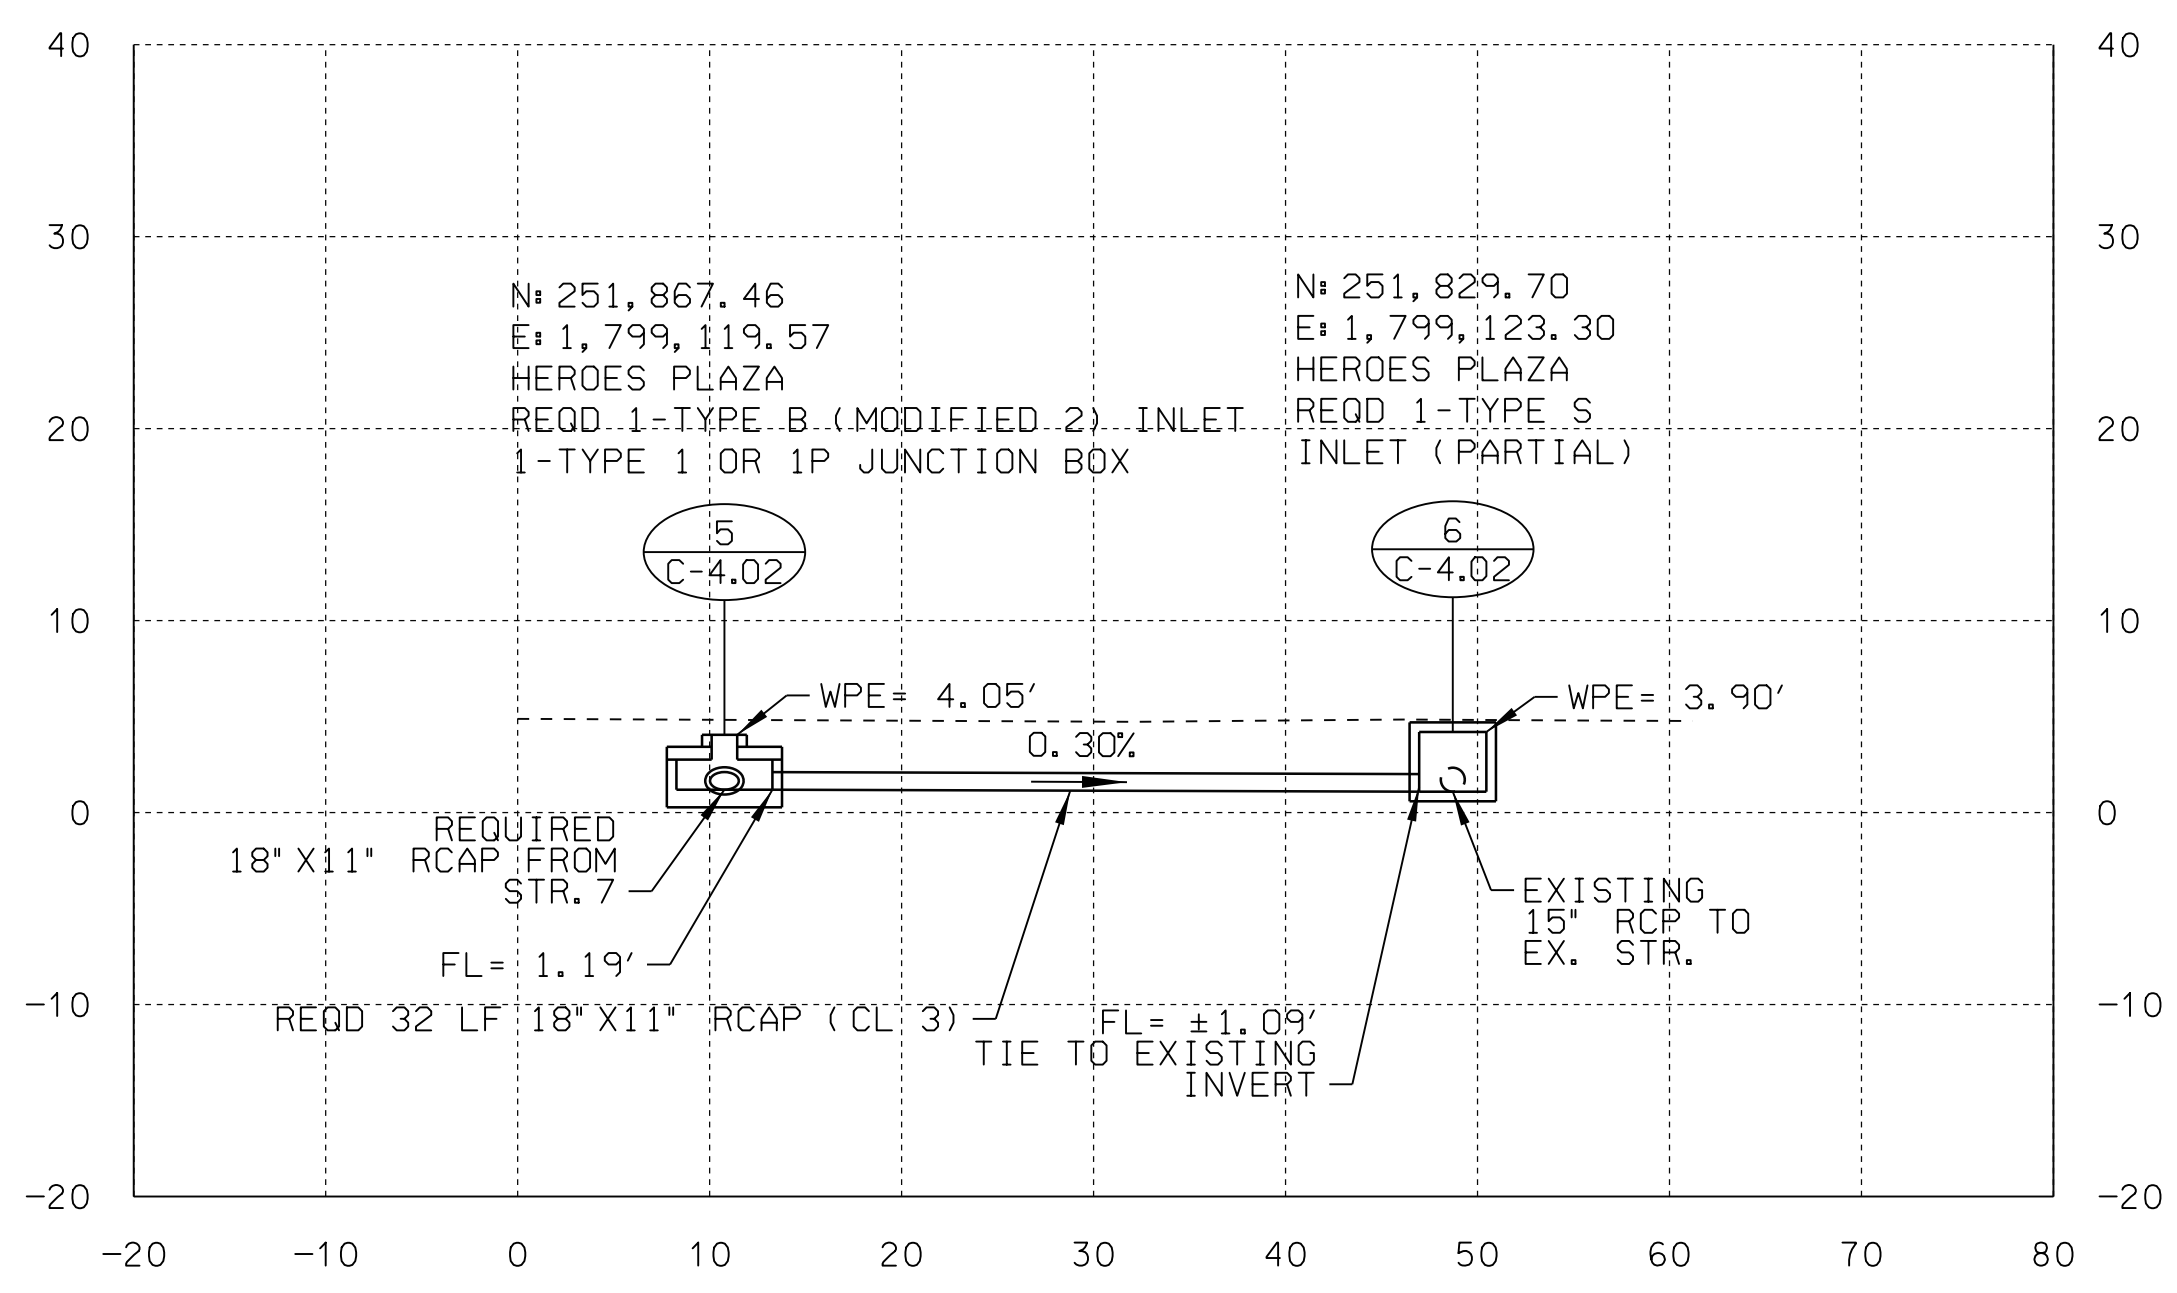 40
40
30
30
N: 251,867.46
E: 1,799,119.57
HEROES PLAZA
REQD 1-TYPE B (MODIFIED 2) INLET
1-TYPE 1 OR 1P JUNCTION BOX
N: 251,829.70
E: 1,799,123.30
HEROES PLAZA
REQD 1-TYPE S
INLET (PARTIAL)
20
20
5
C-4.02
6
C-4.02
10
10
WPE= 4.05'
WPE= 3.90'
0.30%
0
0
REQUIRED
18"X11" RCAP FROM
STR.7
EXISTING
15" RCP TO
EX. STR.
FL= 1.19'
-10
-10
REQD 32 LF 18"X11" RCAP (CL 3)
FL= ±1.09'
TIE TO EXISTING
INVERT
-20
-20
-20 -10 0 10 20 30 40 50 60 70 80